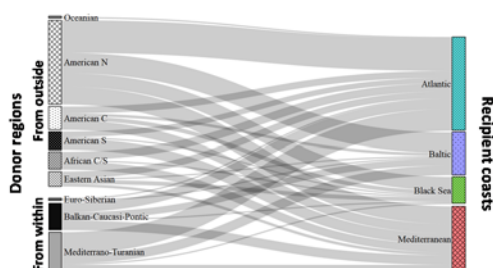 Donor regions
From outside
From within
Oceanian
American N
American C
American S
African C/S
Eastern Asian
Euro-Siberian
Balkan-Caucasi-Pontic
Mediterrano-Turanian
Atlantic
Baltic
Black Sea
Mediterranean
Recipient coasts